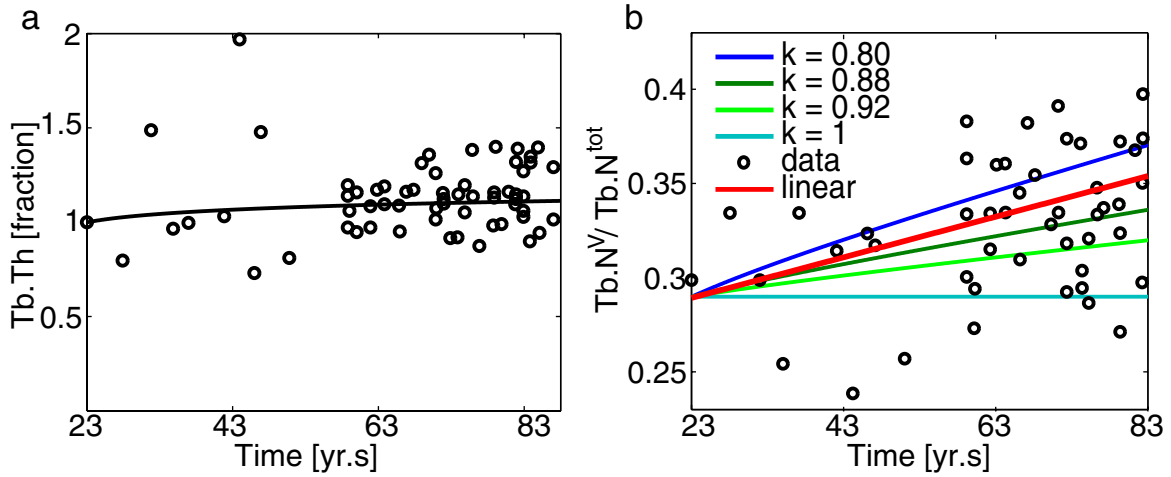 a
2
1.5
1
0.5
23
43
63
83
Time [yr.s]
Tb.Th [fraction]
b
k = 0.80
k = 0.88
k = 0.92
k = 1
data
linear
0.4
0.35
0.3
0.25
23
43
63
83
Time [yr.s]
Tb.N^V/ Tb.N^tot